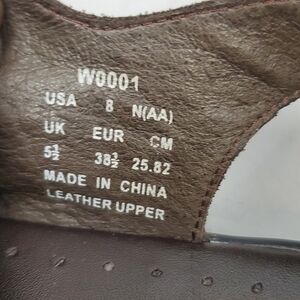 W0001
USA 8 N(AA)
UK EUR CM
5½ 38½ 25.82
MADE IN CHINA
LEATHER UPPER